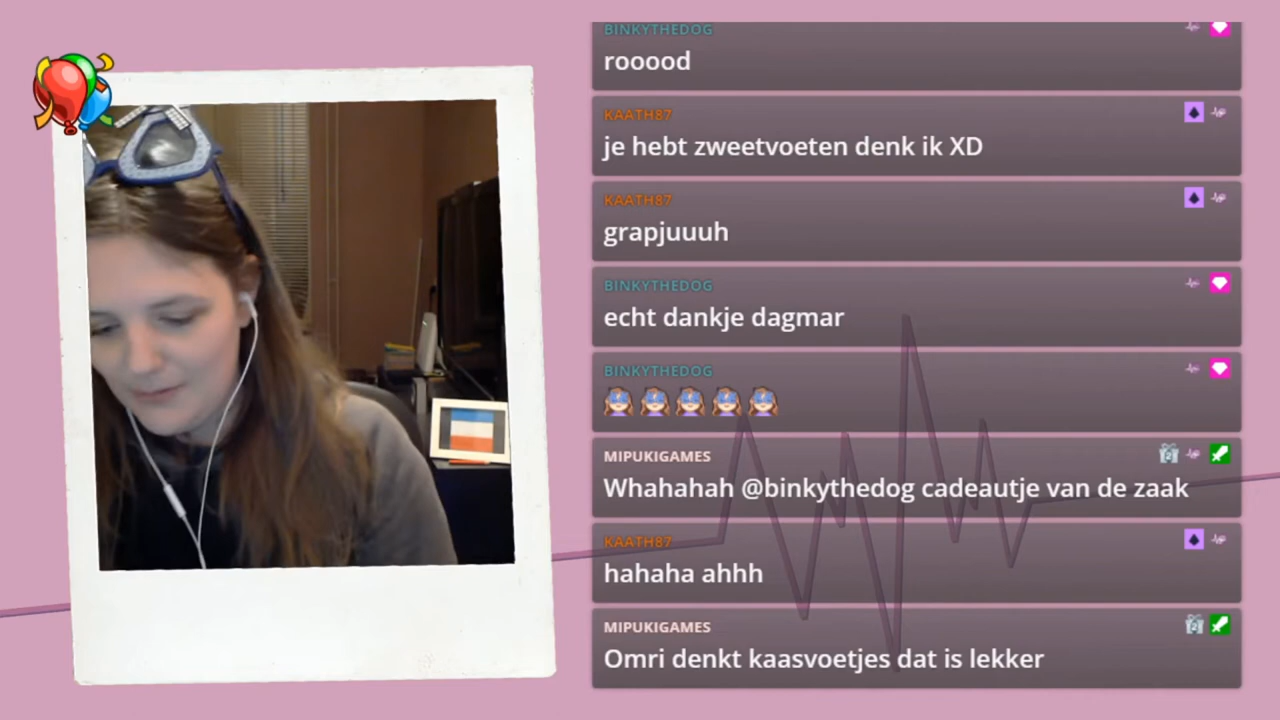 BINKYTHEDOG
rooood
KAATH87
je hebt zweetvoeten denk ik XD
KAATH87
grapjuuuh
BINKYTHEDOG
echt dankje dagmar
BINKYTHEDOG
MIPUKIGAMES
Whahahah @binkythedog cadeautje van de zaak
KAATH87
hahaha ahhh
MIPUKIGAMES
Omri denkt kaasvoetjes dat is lekker